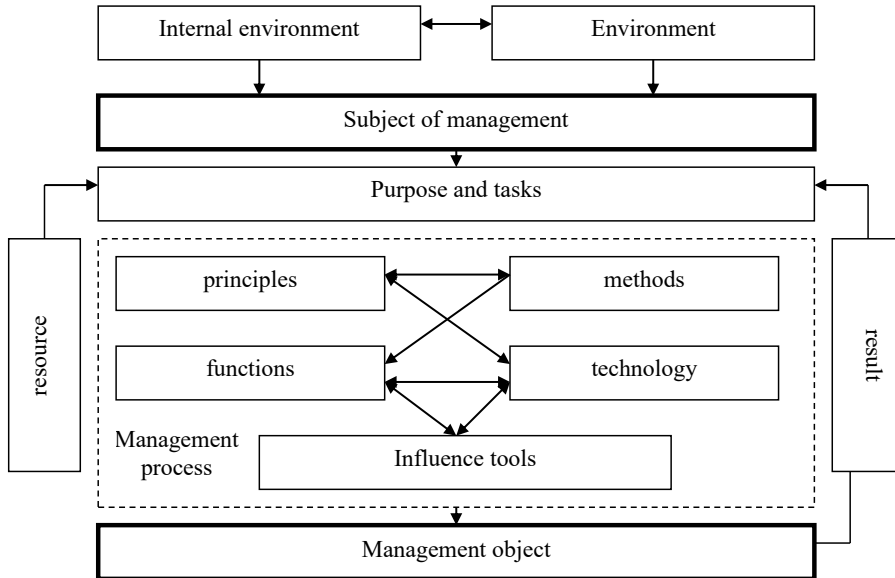 Internal environment
Environment
Subject of management
Purpose and tasks
resource
principles
methods
result
functions
technology
Management
process
Influence tools
Management object